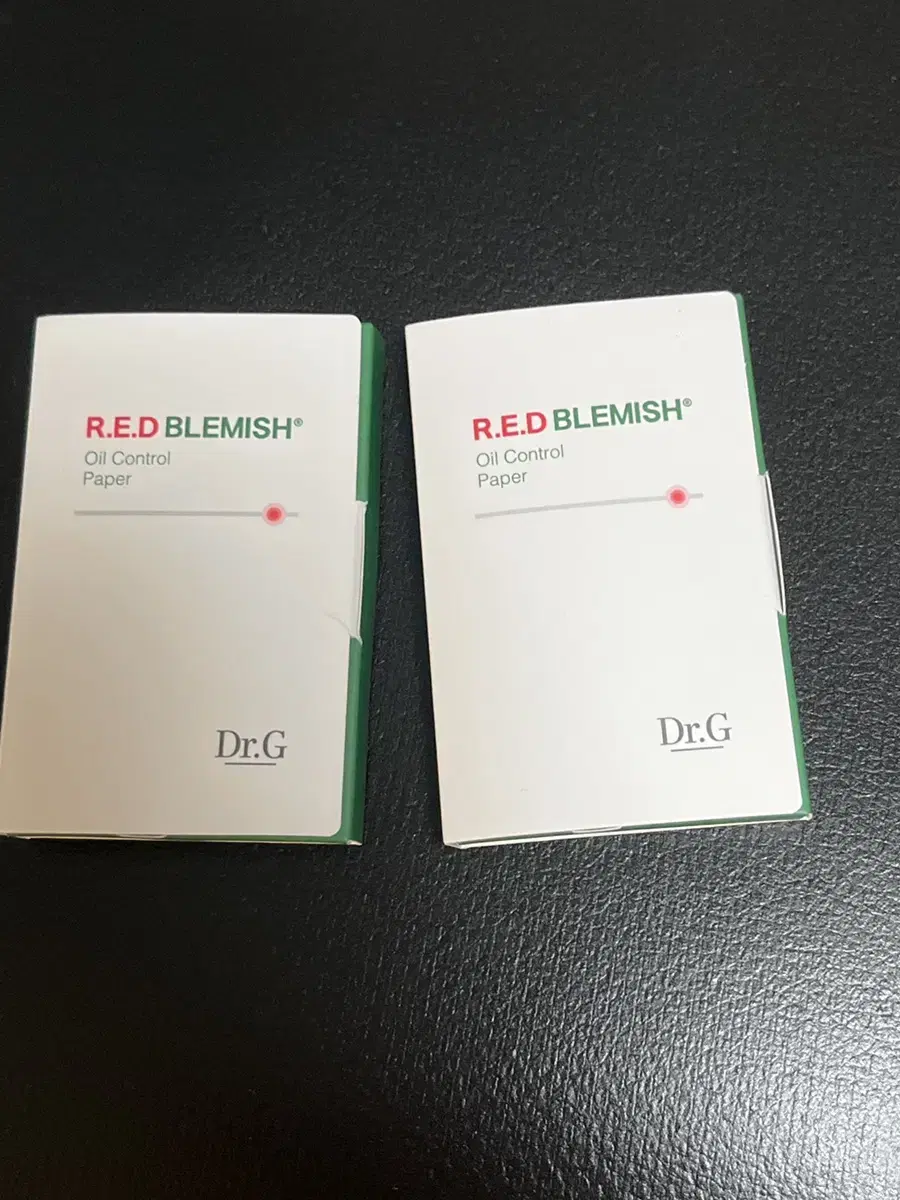 R.E.D BLEMISH®
Oil Control
Paper
Dr.G
R.E.D BLEMISH®
Oil Control
Paper
Dr.G